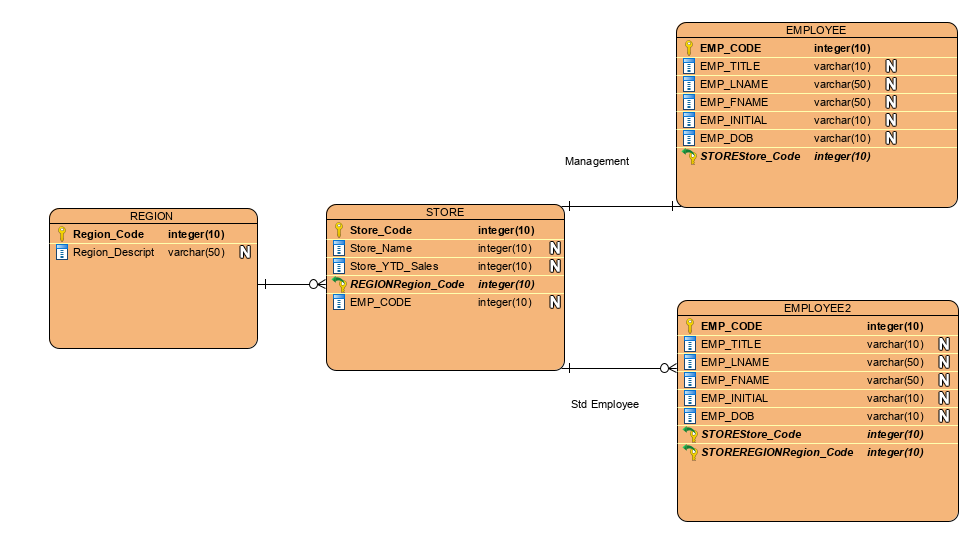 EMPLOYEE
EMP_CODE integer(10)
EMP_TITLE varchar(10) N
EMP_LNAME varchar(50) N
EMP_FNAME varchar(50) N
EMP_INITIAL varchar(10) N
EMP_DOB varchar(10) N
STOREStore_Code integer(10)
Management
REGION
Region_Code integer(10)
Region_Descript varchar(50) N
STORE
Store_Code integer(10)
Store_Name integer(10) N
Store_YTD_Sales integer(10) N
REGIONRegion_Code integer(10)
EMP_CODE integer(10) N
Std Employee
EMPLOYEE2
EMP_CODE integer(10)
EMP_TITLE varchar(10) N
EMP_LNAME varchar(50) N
EMP_FNAME varchar(50) N
EMP_INITIAL varchar(10) N
EMP_DOB varchar(10) N
STOREStore_Code integer(10)
STOREREGIONRegion_Code integer(10)